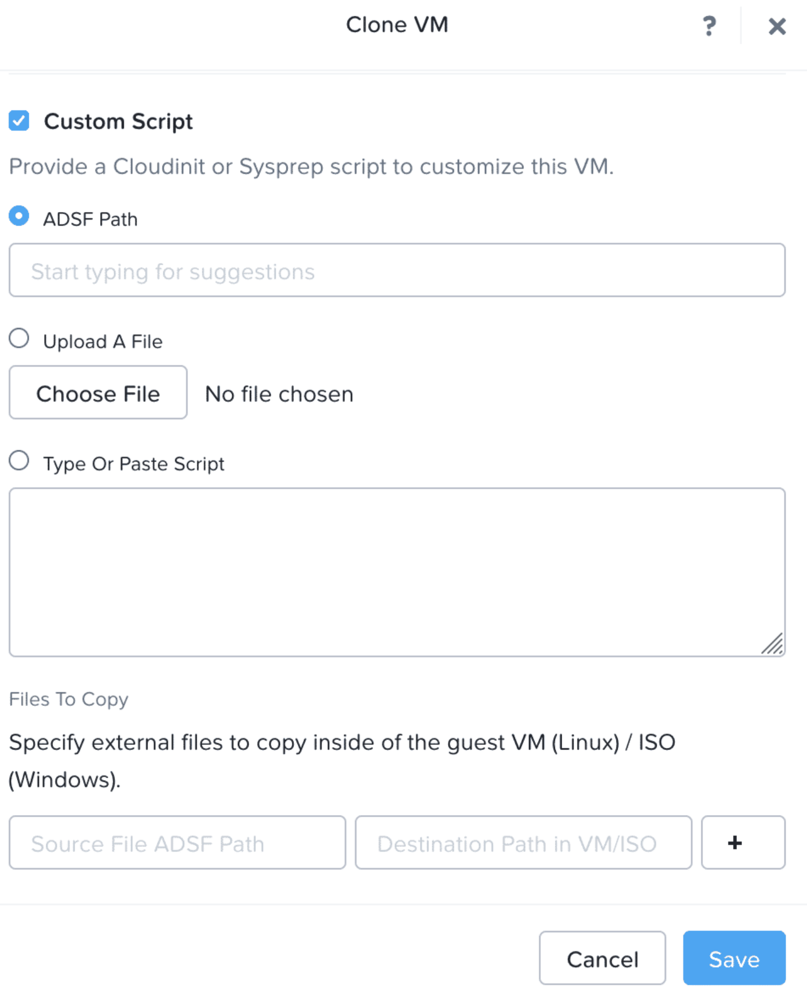 Clone VM
?
Custom Script
Provide a Cloudinit or Sysprep script to customize this VM.
ADSF Path
Start typing for suggestions
Upload A File
Choose File No file chosen
Type Or Paste Script
Files To Copy
Specify external files to copy inside of the guest VM (Linux) / ISO
(Windows).
Source File ADSF Path Destination Path in VM/ISO +
Cancel Save